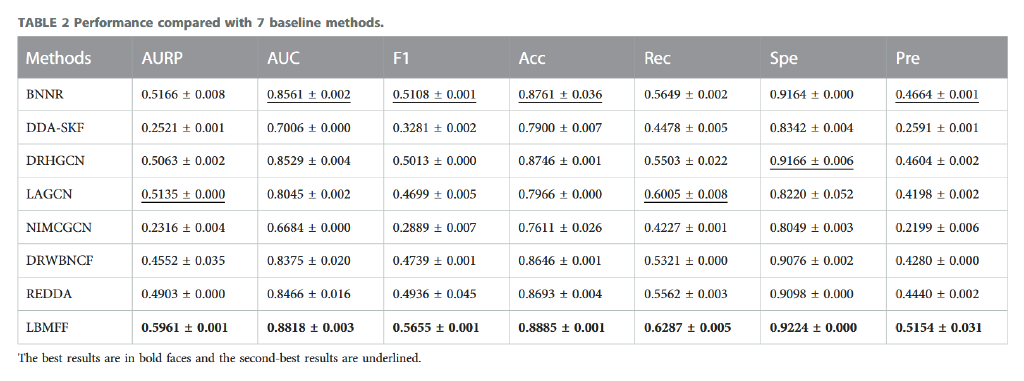 TABLE 2 Performance compared with 7 baseline methods.
Methods AURP AUC F1 Acc Rec Spe Pre
BNNR 0.5166 ± 0.008 0.8561 ± 0.002 0.5108 ± 0.001 0.8761 ± 0.036 0.5649 ± 0.002 0.9164 ± 0.000 0.4664 ± 0.001
DDA-SKF 0.2521 ± 0.001 0.7006 ± 0.000 0.3281 ± 0.002 0.7900 ± 0.007 0.4478 ± 0.005 0.8342 ± 0.004 0.2591 ± 0.001
DRHGCN 0.5063 ± 0.002 0.8529 ± 0.004 0.5013 ± 0.000 0.8746 ± 0.001 0.5503 ± 0.022 0.9166 ± 0.006 0.4604 ± 0.002
LAGCN 0.5135 ± 0.000 0.8045 ± 0.002 0.4699 ± 0.005 0.7966 ± 0.000 0.6005 ± 0.008 0.8220 ± 0.052 0.4198 ± 0.002
NIMCGCN 0.2316 ± 0.004 0.6684 ± 0.000 0.2889 ± 0.007 0.7611 ± 0.026 0.4227 ± 0.001 0.8049 ± 0.003 0.2199 ± 0.006
DRWBNCF 0.4552 ± 0.035 0.8375 ± 0.020 0.4739 ± 0.001 0.8646 ± 0.001 0.5321 ± 0.000 0.9076 ± 0.002 0.4280 ± 0.000
REDDA 0.4903 ± 0.000 0.8466 ± 0.016 0.4936 ± 0.045 0.8693 ± 0.004 0.5562 ± 0.003 0.9098 ± 0.000 0.4440 ± 0.002
LBMFF 0.5961 ± 0.001 0.8818 ± 0.003 0.5655 ± 0.001 0.8885 ± 0.001 0.6287 ± 0.005 0.9224 ± 0.000 0.5154 ± 0.031
The best results are in bold faces and the second-best results are underlined.